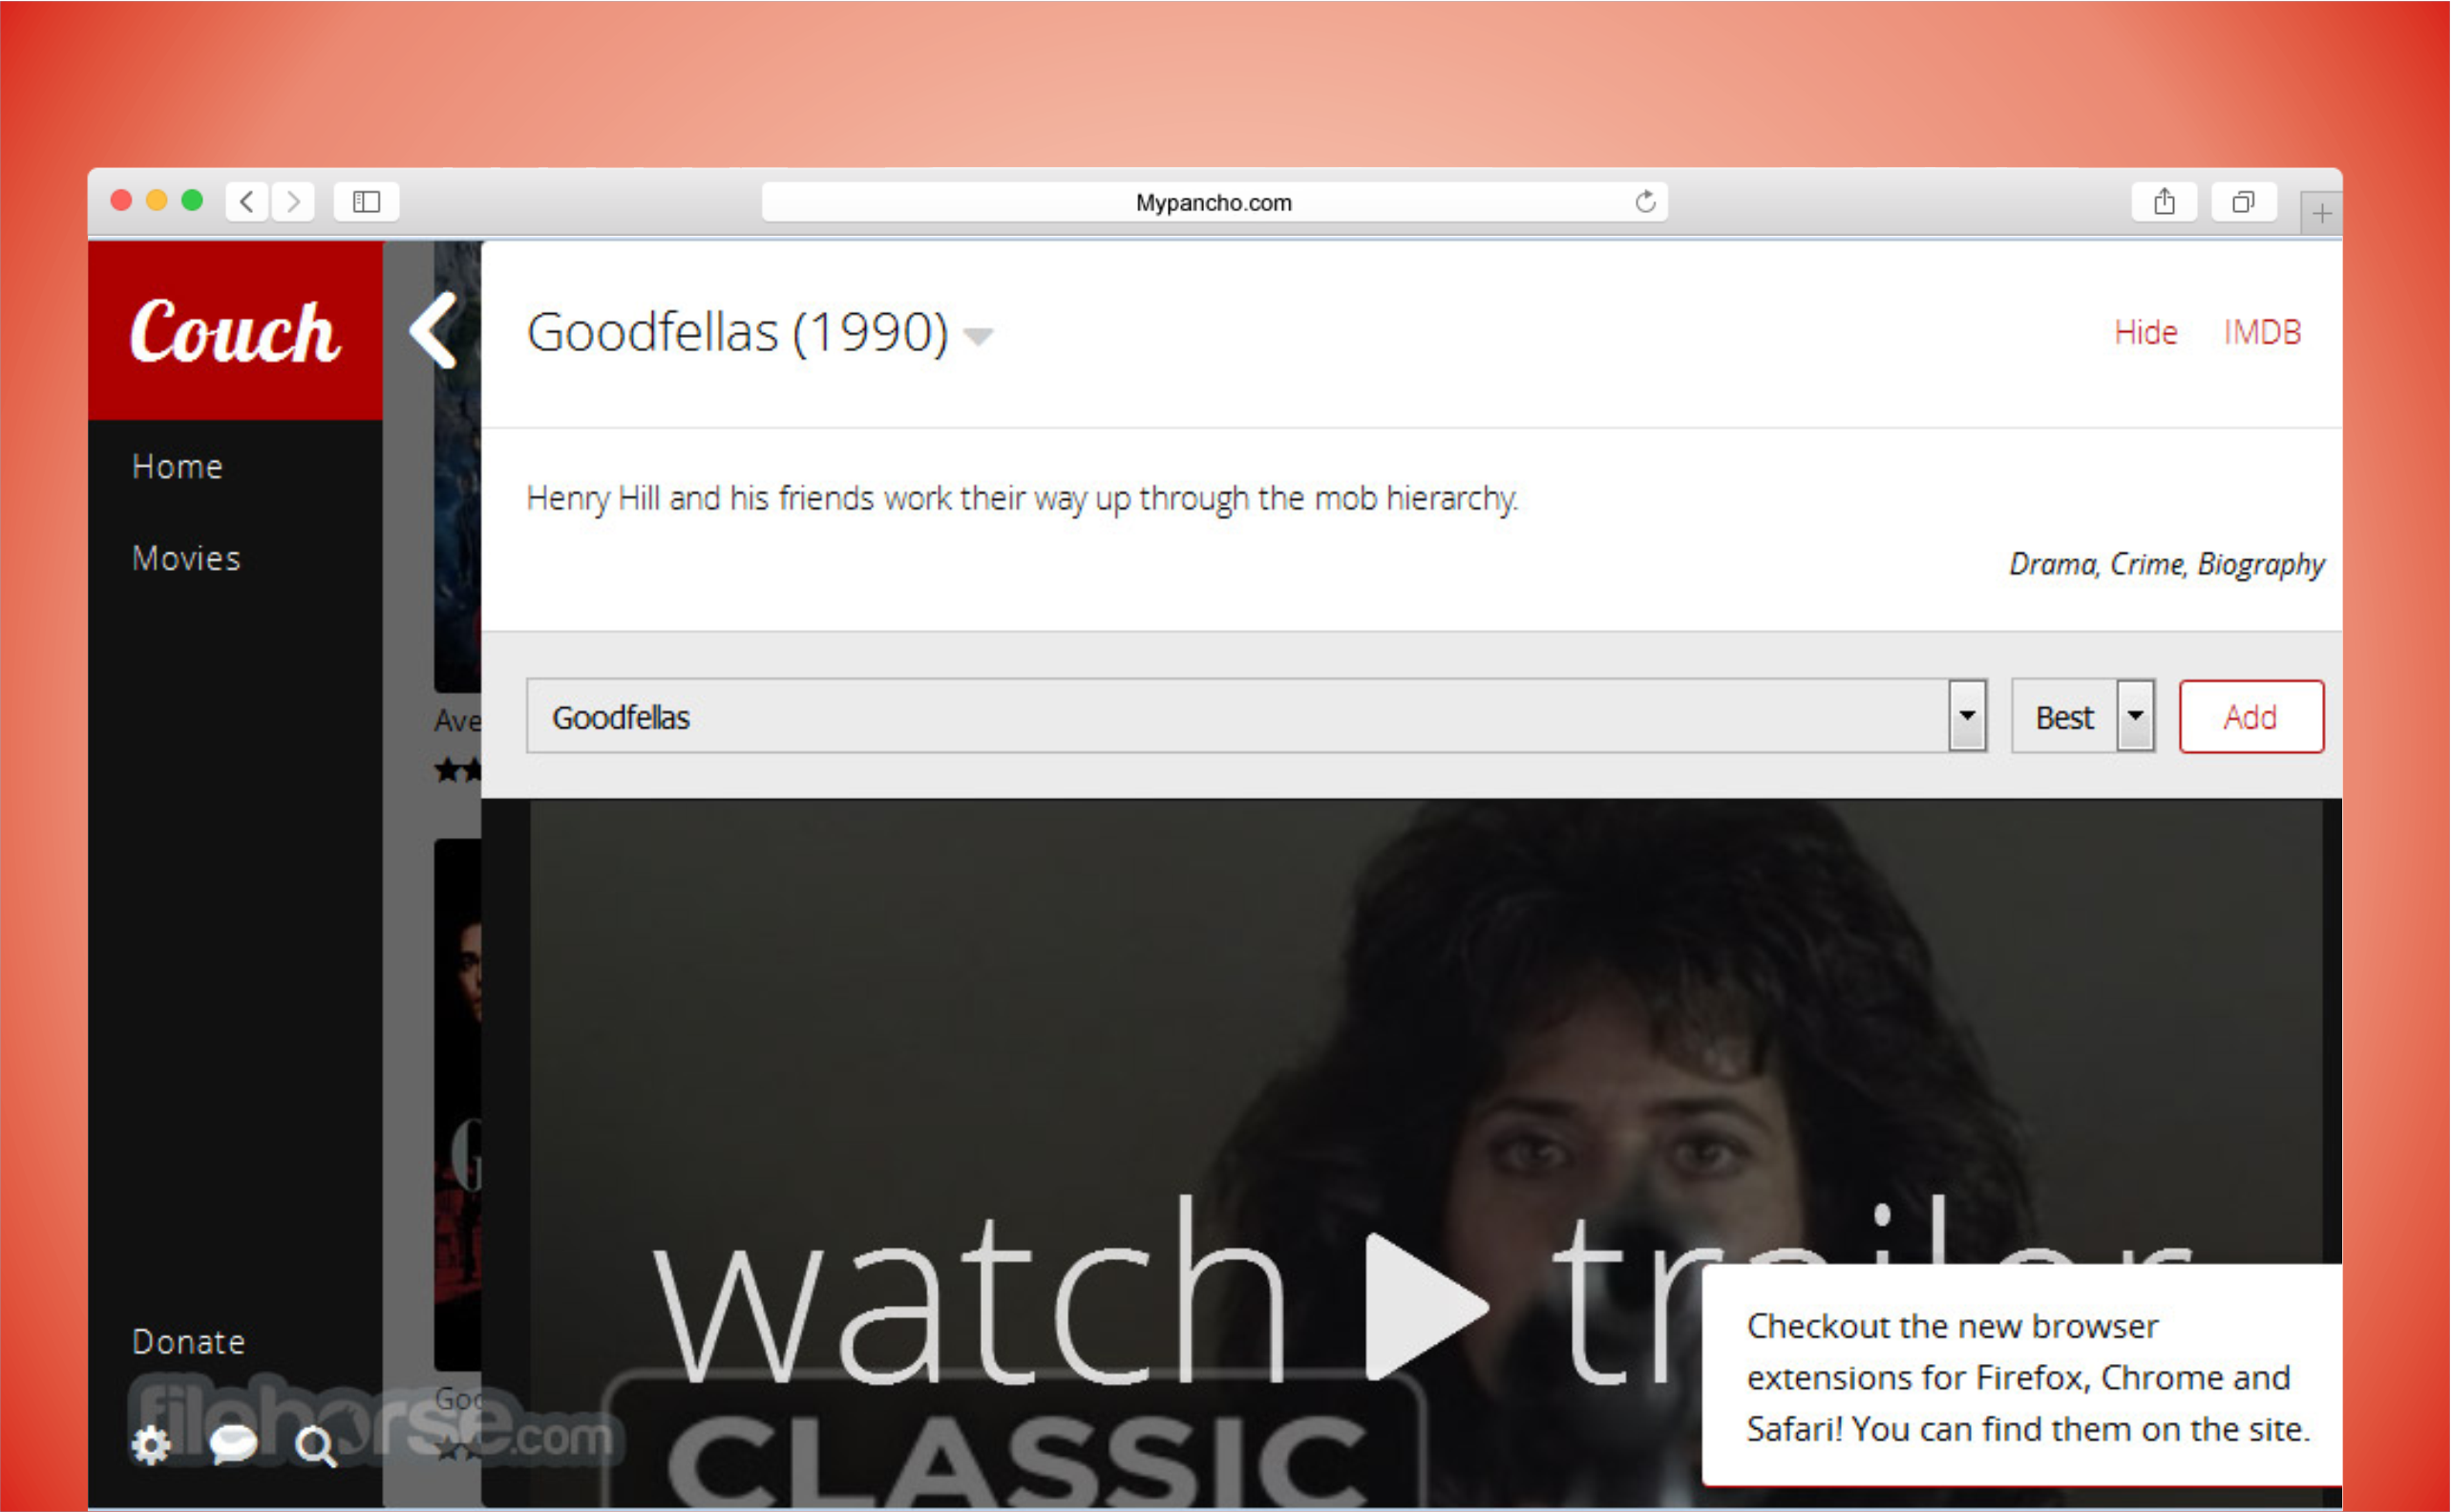 Mypancho.com
Couch
Goodfellas (1990)
Hide IMDB
Home
Henry Hill and his friends work their way up through the mob hierarchy.
Movies
Drama, Crime, Biography
Goodfellas
Best
Add
Ave
watch
Checkout the new browser
extensions for Firefox, Chrome and
Safari! You can find them on the site.
Donate
Goo
filehorse.com
CLASSIC